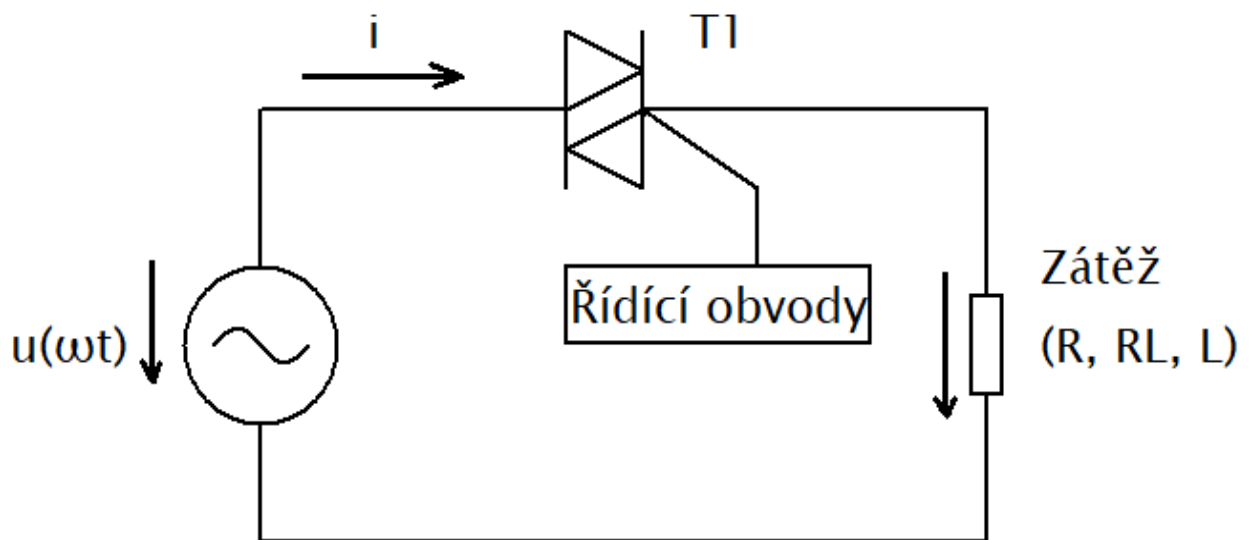 i
T1
u(ωt)
Řídící obvody
Zátěž
(R, RL, L)